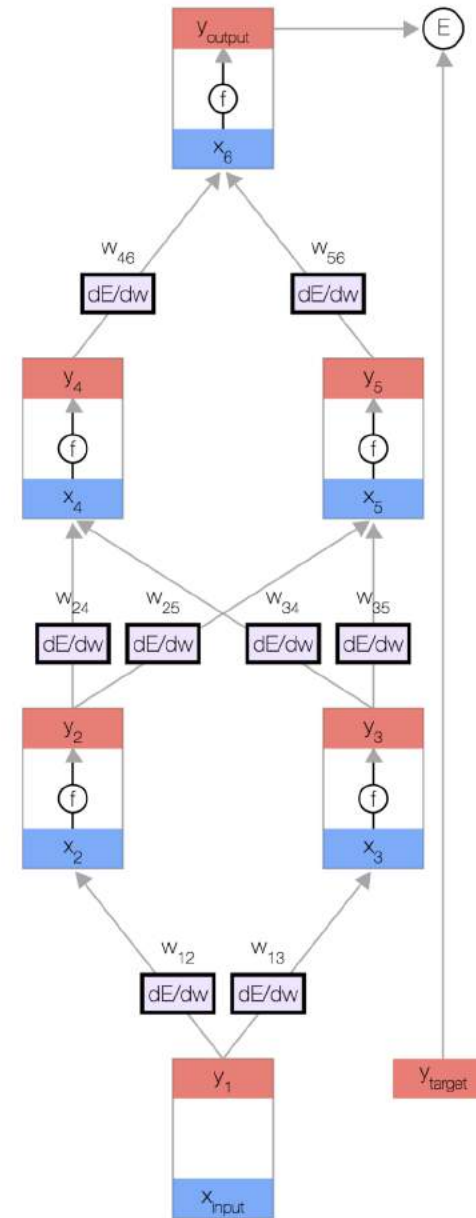 y_output E
f
x_6
w_46 w_56
dE/dw dE/dw
y_4 y_5
f f
x_4 x_5
w_24 w_25 w_34 w_35
dE/dw dE/dw dE/dw dE/dw
y_2 y_3
f f
x_2 x_3
w_12 w_13
dE/dw dE/dw
y_1 y_target
x_input